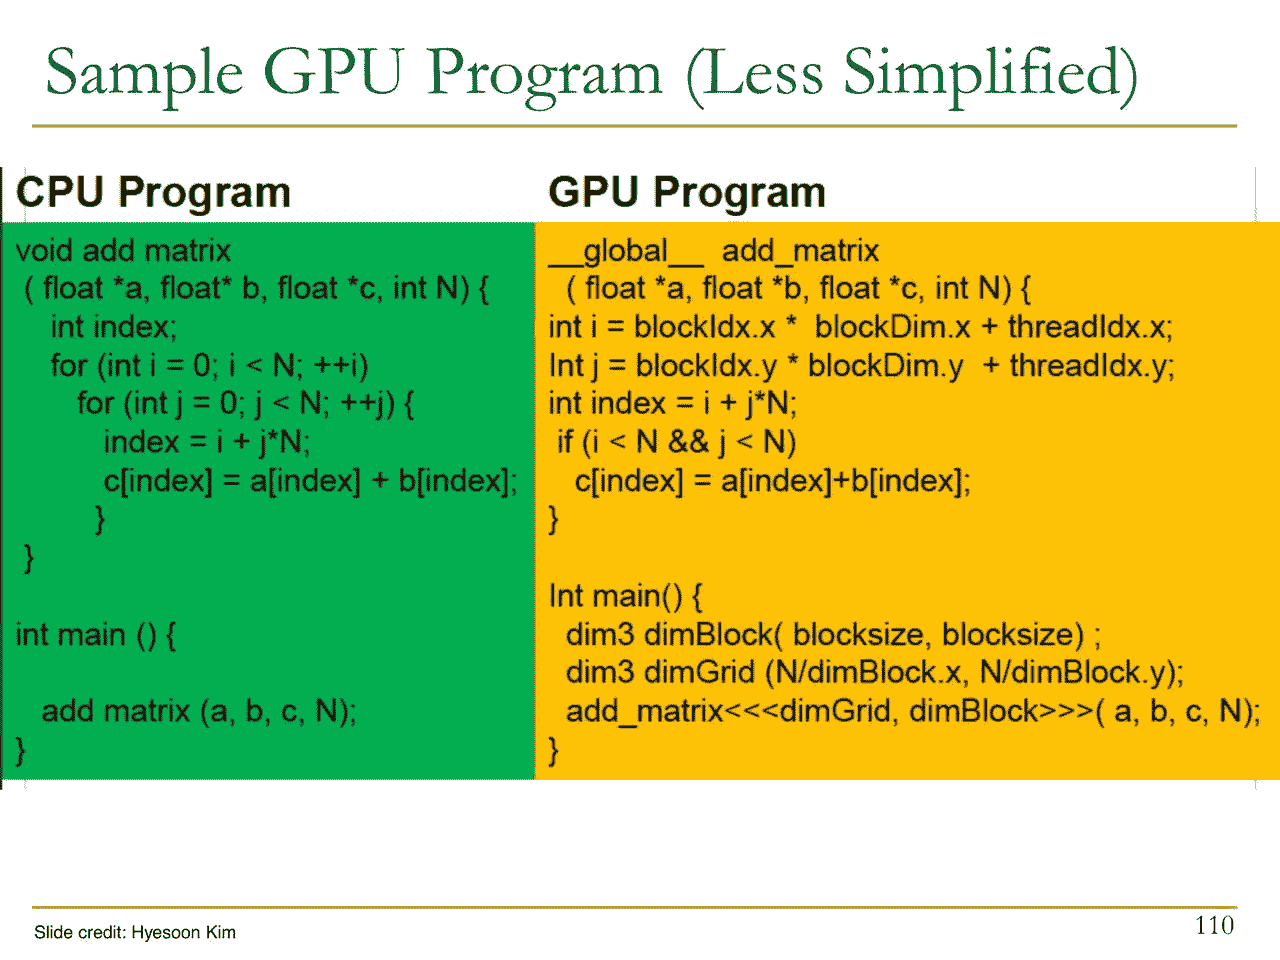 Sample GPU Program (Less Simplified)
CPU Program
void add matrix
( float *a, float* b, float *c, int N) {
int index;
for (int i = 0; i < N; ++i)
for (int j = 0; j < N; ++j) {
index = i + j*N;
c[index] = a[index] + b[index];
}
}
int main () {
add matrix (a, b, c, N);
}
GPU Program
__global__ add_matrix
( float *a, float *b, float *c, int N) {
int i = blockIdx.x * blockDim.x + threadIdx.x;
Int j = blockIdx.y * blockDim.y + threadIdx.y;
int index = i + j*N;
if (i < N && j < N)
c[index] = a[index]+b[index];
}
Int main() {
dim3 dimBlock( blocksize, blocksize) ;
dim3 dimGrid (N/dimBlock.x, N/dimBlock.y);
add_matrix<<<dimGrid, dimBlock>>>( a, b, c, N);
}
Slide credit: Hyesoon Kim
110